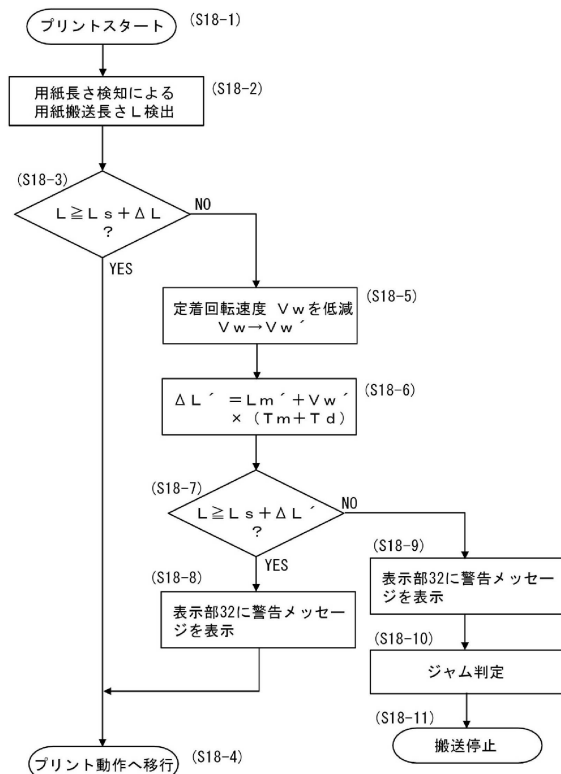 プリントスタート
(S18-1)
用紙長さ検知による
用紙搬送長さL検出
(S18-2)
(S18-3)
L≧Ls+ΔL
?
NO
YES
定着回転速度 Vwを低減
Vw→Vw´
(S18-5)
ΔL´ =Lm´+Vw´
×(Tm+Td)
(S18-6)
(S18-7)
L≧Ls+ΔL´
?
NO
YES
(S18-8)
表示部32に警告メッセー
ジを表示
(S18-9)
表示部32に警告メッセー
ジを表示
(S18-10)
ジャム判定
(S18-11)
搬送停止
プリント動作へ移行
(S18-4)